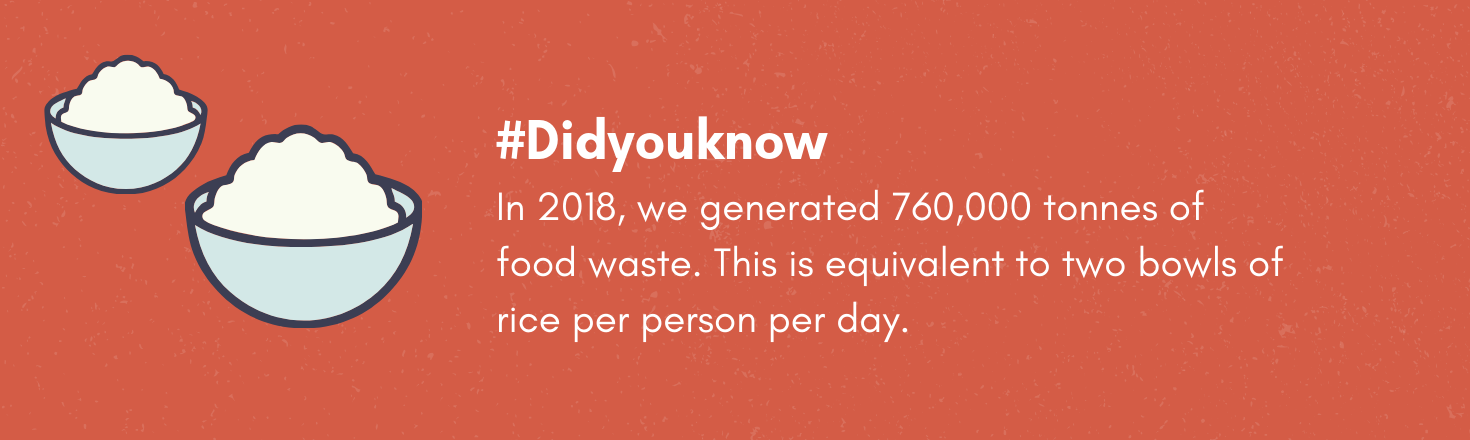 #Didyouknow
In 2018, we generated 760,000 tonnes of
food waste. This is equivalent to two bowls of
rice per person per day.